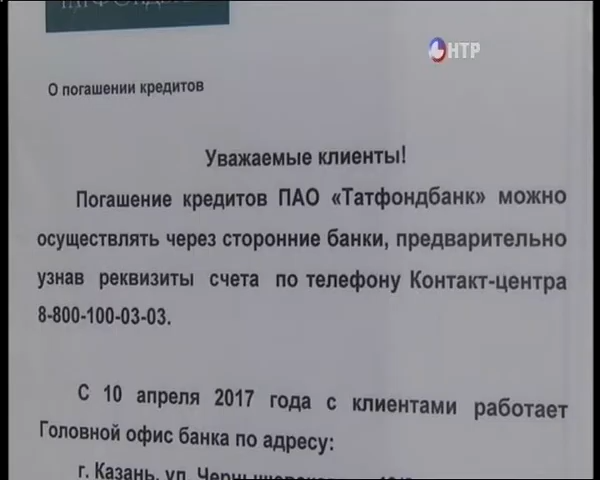 НТР
О погашении кредитов
Уважаемые клиенты!
Погашение кредитов ПАО «Татфондбанк» можно
осуществлять через сторонние банки, предварительно
узнав реквизиты счета по телефону Контакт-центра
8-800-100-03-03.
С 10 апреля 2017 года с клиентами работает
Головной офис банка по адресу:
г. Казань, ул.